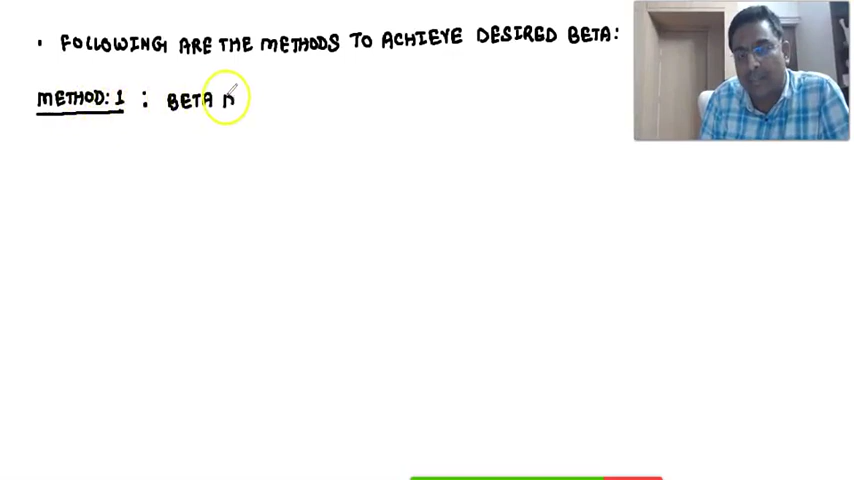 · FOLLOWING ARE THE METHODS TO ACHIEVE DESIRED BETA:
METHOD: 1 : BETA